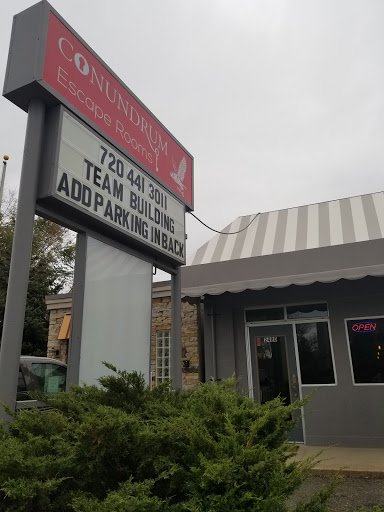 CONUNDRUM
Escape Rooms
720 441 3011
TEAM BUILDING
ADD PARKING IN BACK
OPEN